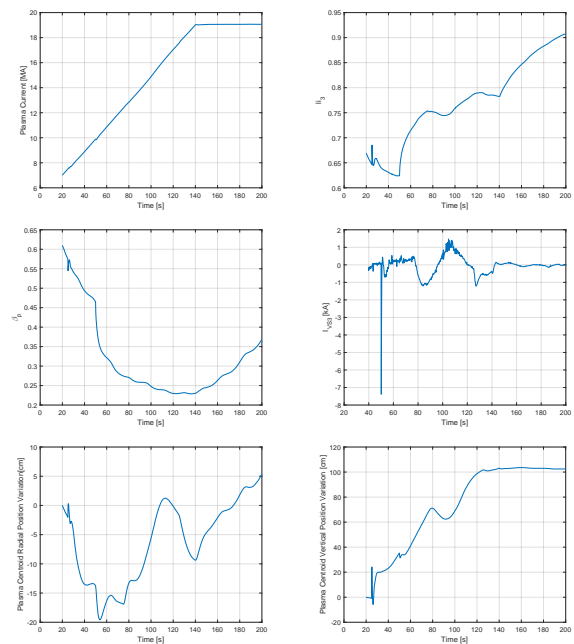 Plasma Current [MA]
20
18
16
14
12
10
8
6
0 20 40 60 80 100 120 140 160 180 200
Time [s]
li3
0.95
0.9
0.85
0.8
0.75
0.7
0.65
0.6
0 20 40 60 80 100 120 140 160 180 200
Time [s]
βp
0.65
0.6
0.55
0.5
0.45
0.4
0.35
0.3
0.25
0.2
0 20 40 60 80 100 120 140 160 180 200
Time [s]
IVS3 [kA]
2
1
0
-1
-2
-3
-4
-5
-6
-7
-8
20 40 60 80 100 120 140 160 180 200
Time [s]
Plasma Centroid Radial Position Variation[cm]
10
5
0
-5
-10
-15
-20
0 20 40 60 80 100 120 140 160 180 200
Time [s]
Plasma Centroid Vertical Position Variation [cm]
120
100
80
60
40
20
0
-20
0 20 40 60 80 100 120 140 160 180 200
Time [s]